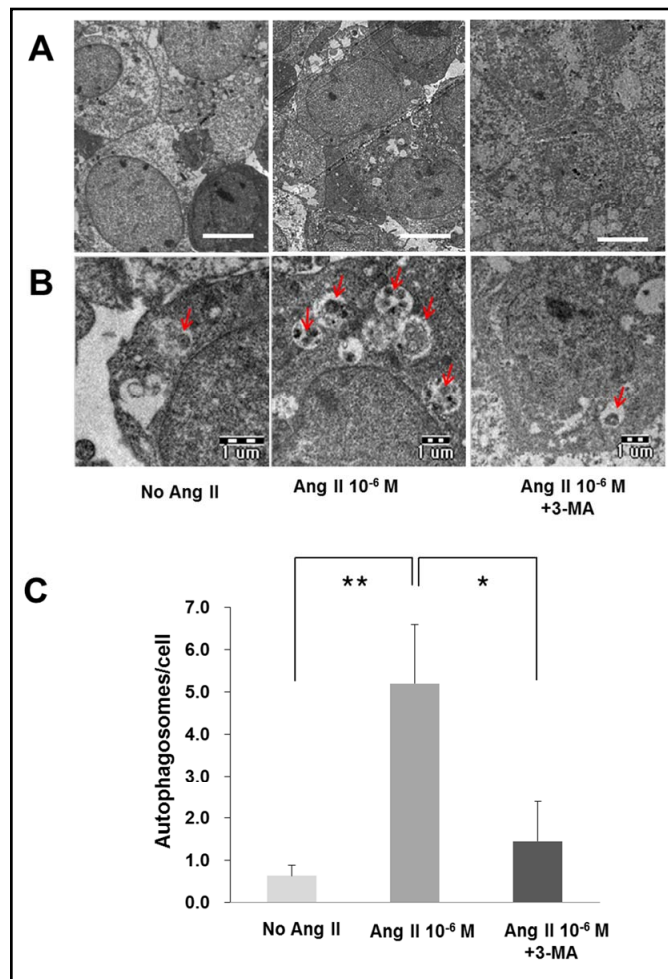 A
B
1 um
1 um
1 um
No Ang II
Ang II 10⁻⁶ M
Ang II 10⁻⁶ M
+3-MA
C
**
*
Autophagosomes/cell
7.0
6.0
5.0
4.0
3.0
2.0
1.0
0.0
No Ang II
Ang II 10⁻⁶ M
Ang II 10⁻⁶ M
+3-MA